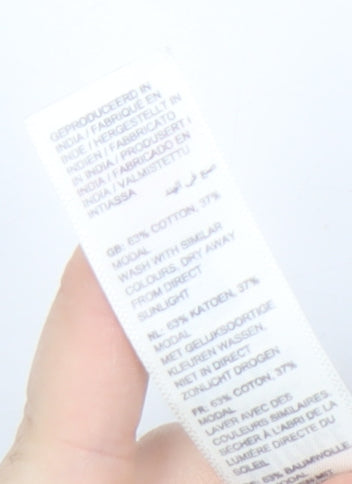 GEPRODUCEERD IN
INDIA / FABRIQUÉ EN
INDE / HERGESTELLT IN
INDIEN / FABBRICATO
IN INDIA / PRODUSERT I
INDIA / FABRICADO EN
INDIA / VALMISTETTU
INTIASSA صنع في الهند
GB: 63% COTTON, 37%
MODAL
WASH WITH SIMILAR
COLOURS. DRY AWAY
FROM DIRECT
SUNLIGHT
NL: 63% KATOEN, 37%
MODAL
MET GELIJKSOORTIGE
KLEUREN WASSEN.
NIET IN DIRECT
ZONLICHT DROGEN
FR: 63% COTON, 37%
MODAL
LAVER AVEC DES
COULEURS SIMILAIRES.
SÉCHER À L'ABRI DE LA
LUMIÈRE DIRECTE DU
SOLEIL
63% BAUMWOLLE